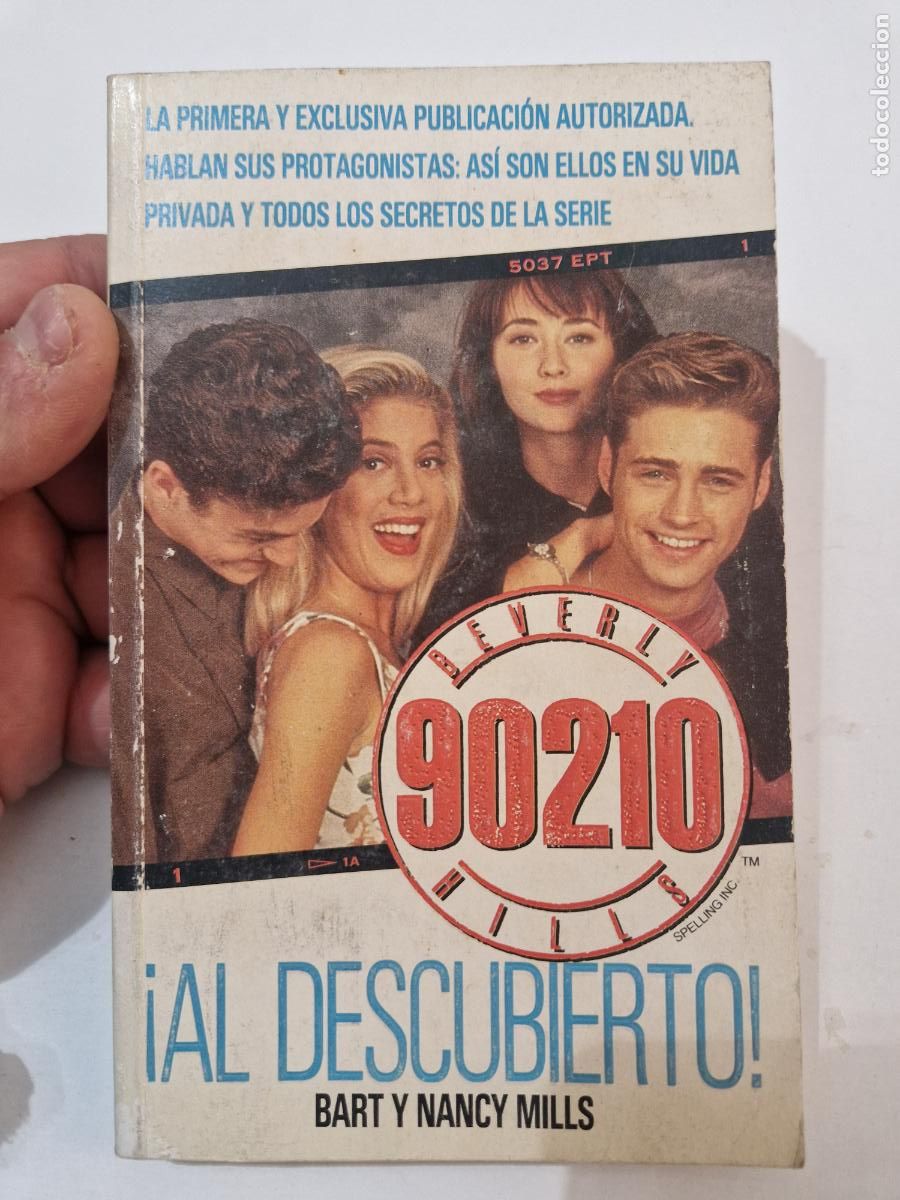 LA PRIMERA Y EXCLUSIVA PUBLICACIÓN AUTORIZADA.
HABLAN SUS PROTAGONISTAS: ASÍ SON ELLOS EN SU VIDA
PRIVADA Y TODOS LOS SECRETOS DE LA SERIE
5037 EPT 1
BEVERLY
90210
HILLS
TM
SPELLING INC.
1 1A
¡AL DESCUBIERTO!
BART Y NANCY MILLS
todocoleccion